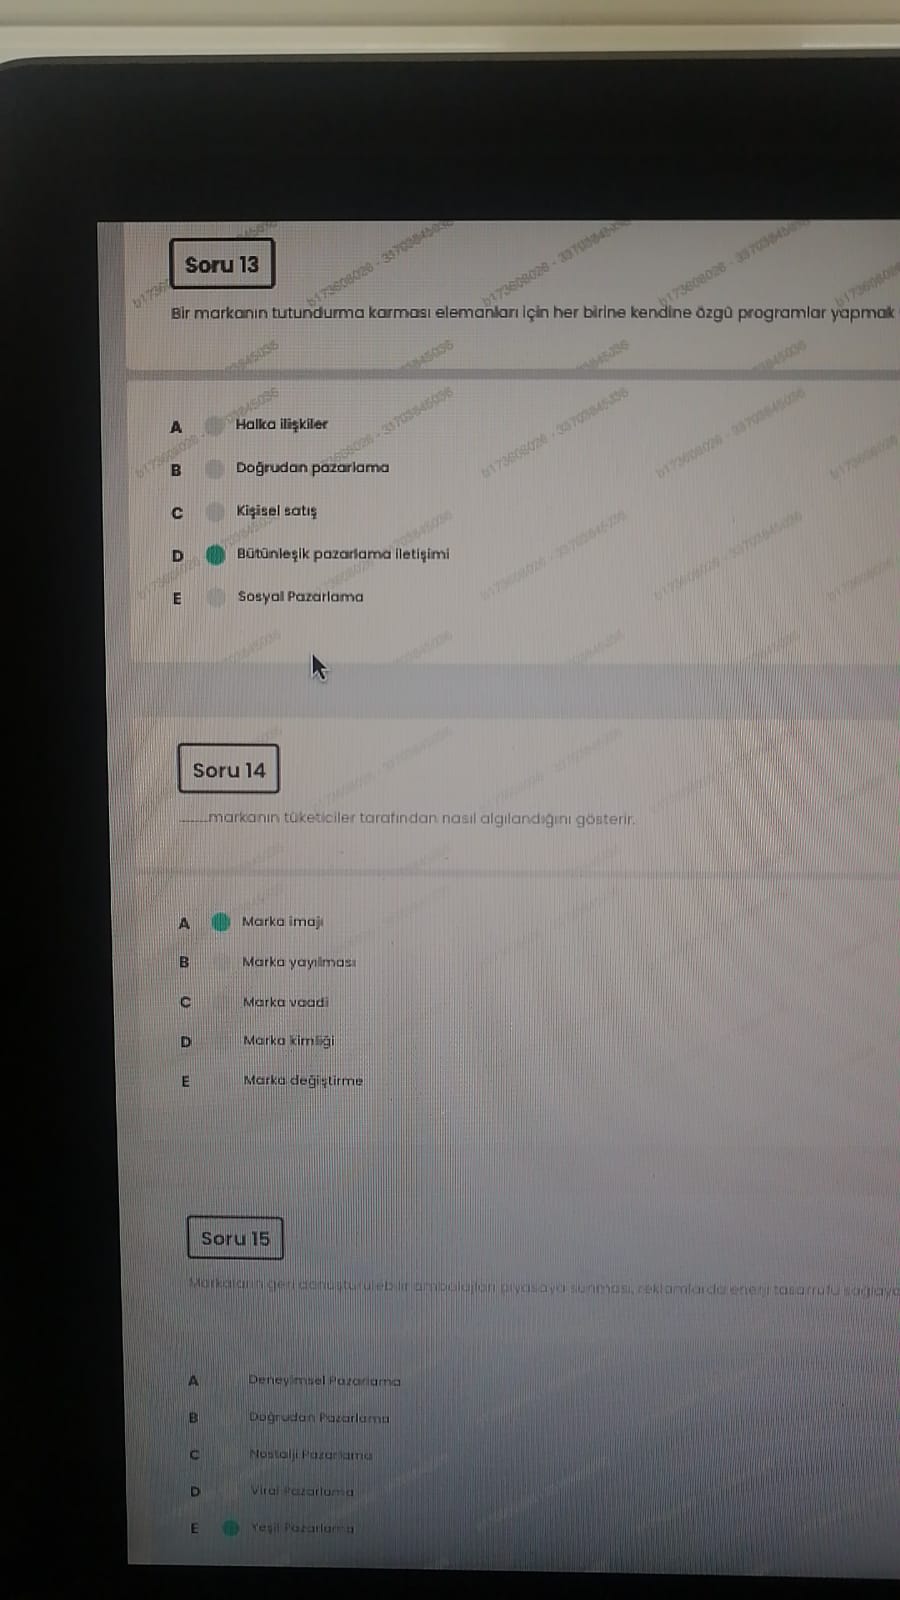 Soru 13
Bir markanın tutundurma karması elemanları için her birine kendine özgü programlar yapmak
A Halka ilişkiler
B Doğrudan pazarlama
C Kişisel satış
D Bütünleşik pazarlama iletişimi
E Sosyal Pazarlama
Soru 14
.........markanın tüketiciler tarafından nasıl algılandığını gösterir.
A Marka imajı
B Marka yayılması
C Marka vaadi
D Marka kimliği
E Marka değiştirme
Soru 15
Markaların geri dönüştürülebilir ambalajları piyasaya sunması, reklamlarda enerji tasarrufu
A Deneyimsel Pazarlama
B Doğrudan Pazarlama
C Nostalji Pazarlama
D Viral Pazarlama
E Yeşil Pazarlama